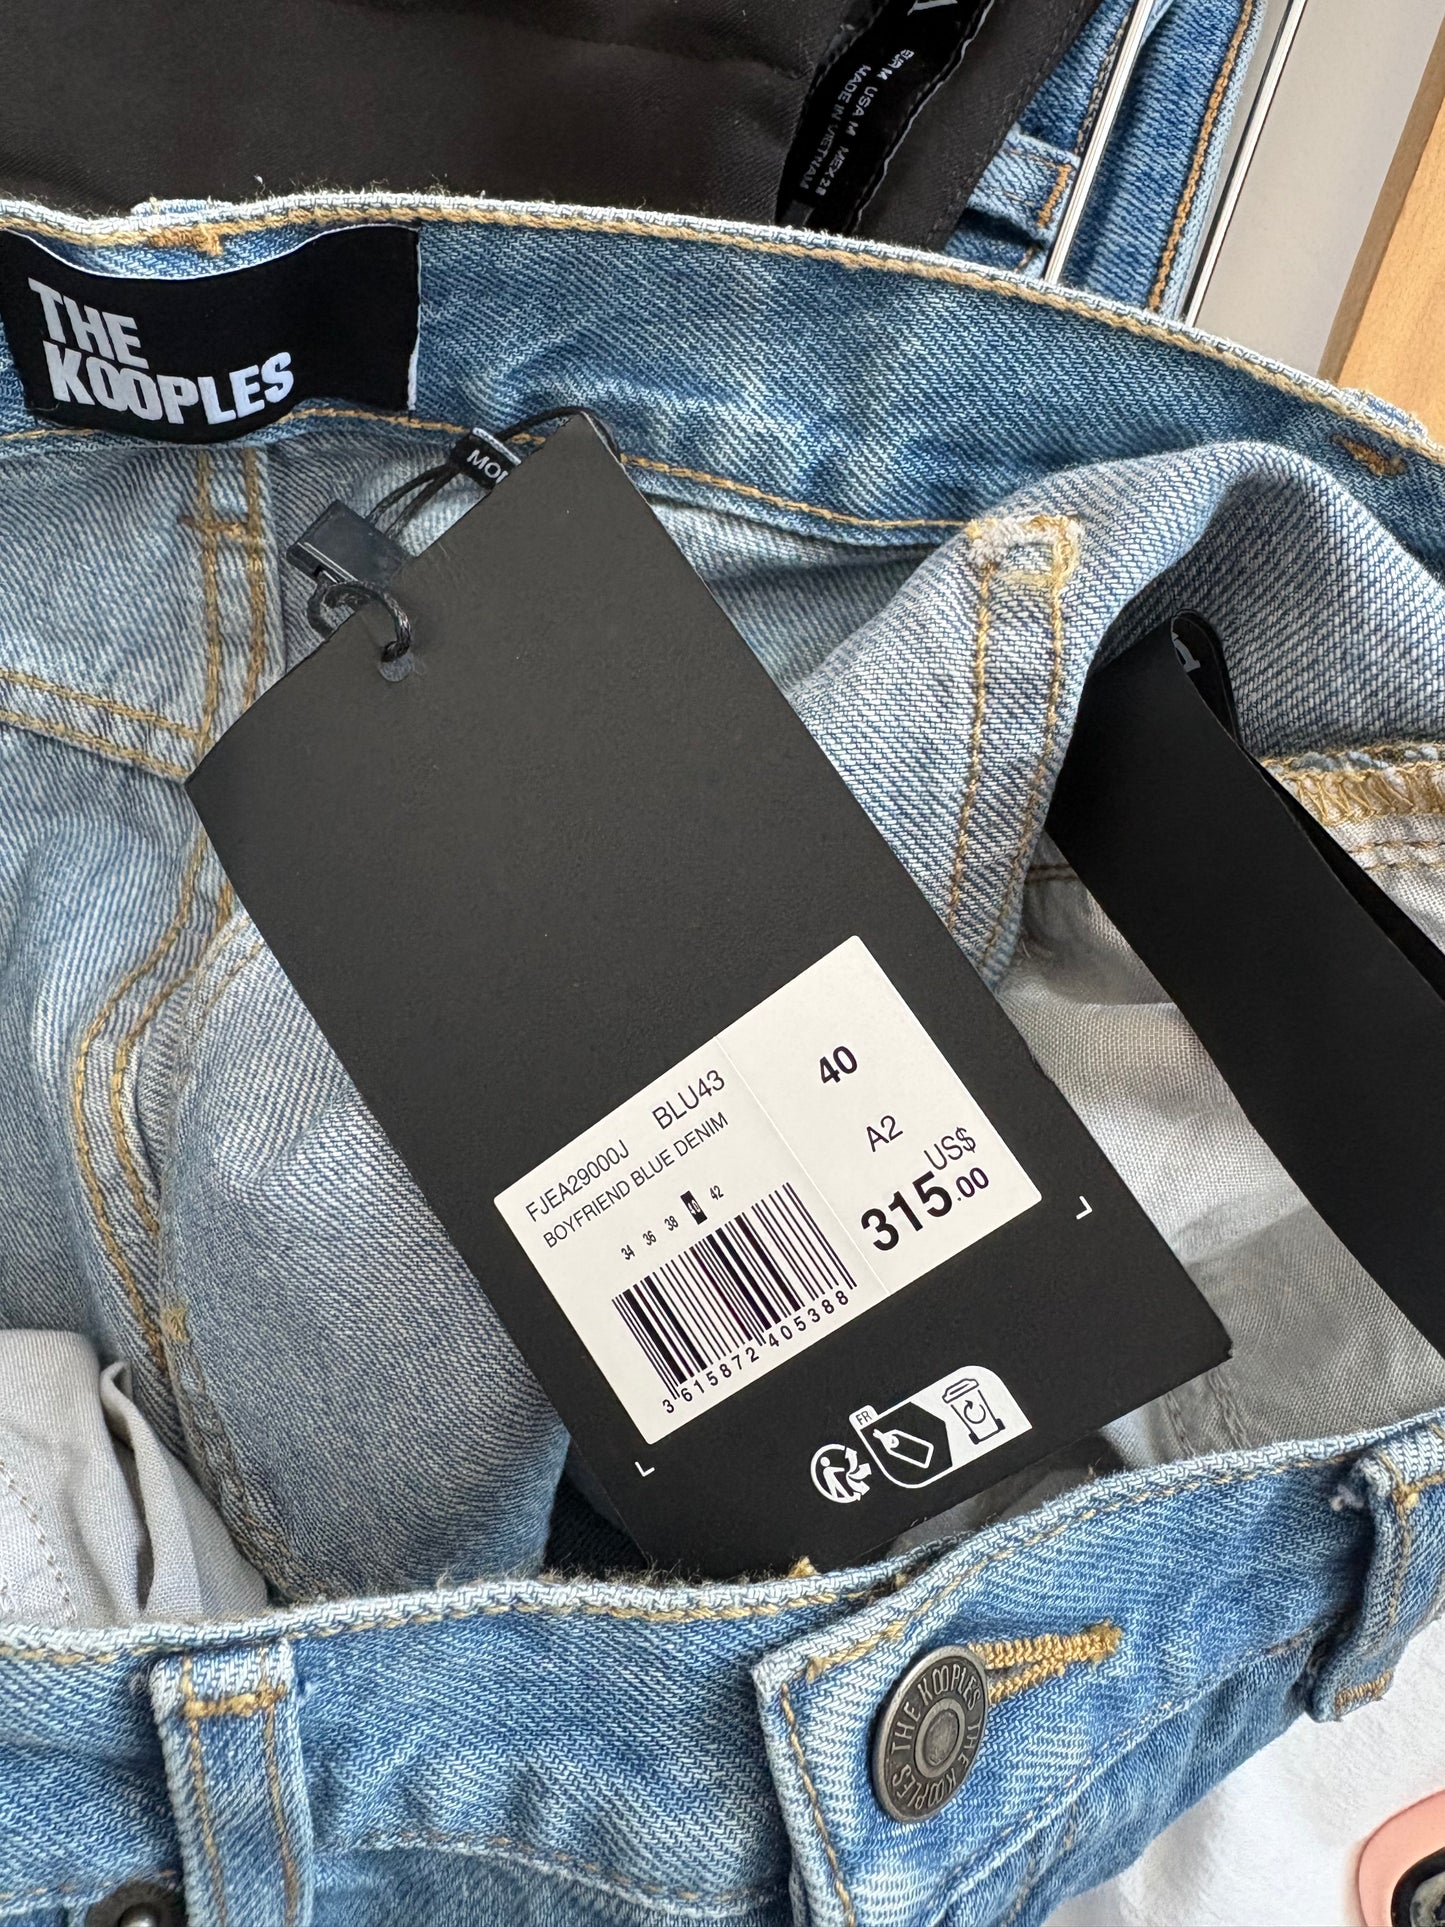 EUR M USA M MEX 28
MADE IN VIETNAM
THE
KOOPLES
FJEA29000J BLU43
BOYFRIEND BLUE DENIM
34 36 38 40 42
3 615872 405388
40
A2
US$
315.00
FR
THE KOOPLES THE KOOPLES